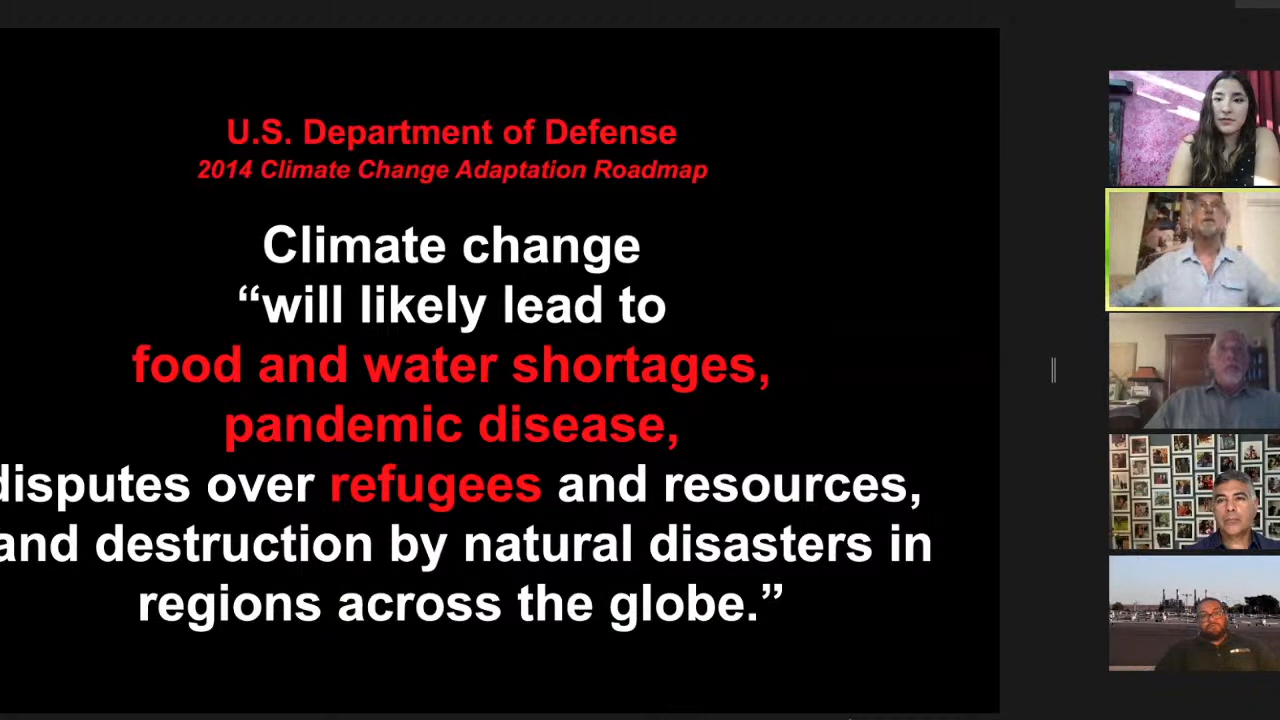 U.S. Department of Defense
2014 Climate Change Adaptation Roadmap
Climate change
“will likely lead to
food and water shortages,
pandemic disease,
disputes over refugees and resources,
and destruction by natural disasters in
regions across the globe.”